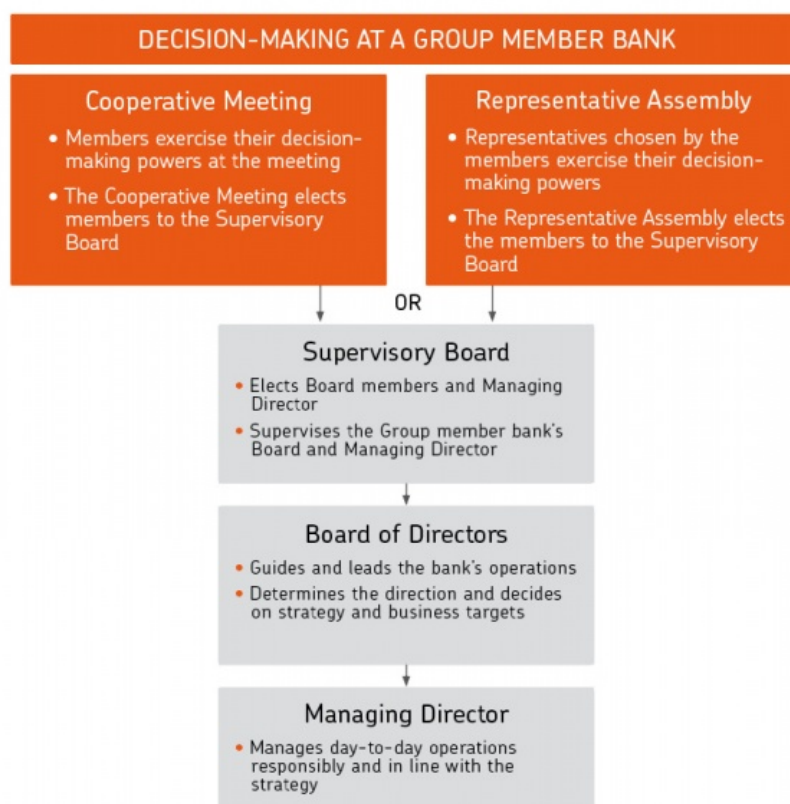 DECISION-MAKING AT A GROUP MEMBER BANK
Cooperative Meeting
• Members exercise their decision-
making powers at the meeting
• The Cooperative Meeting elects
members to the Supervisory
Board
Representative Assembly
• Representatives chosen by the
members exercise their decision-
making powers
• The Representative Assembly elects
the members to the Supervisory
Board
OR
Supervisory Board
• Elects Board members and Managing
Director
• Supervises the Group member bank's
Board and Managing Director
Board of Directors
• Guides and leads the bank's operations
• Determines the direction and decides
on strategy and business targets
Managing Director
• Manages day-to-day operations
responsibly and in line with the
strategy